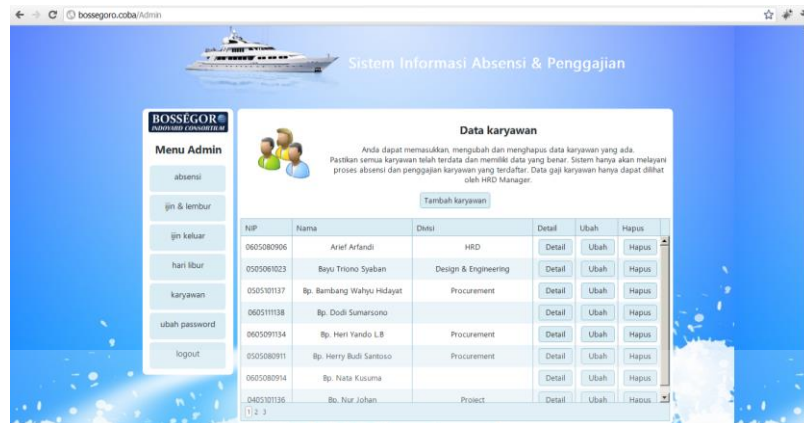 bossegoro.coba/Admin
Sistem Informasi Absensi & Penggajian
BOSSÉGORO
INDOVARD CONSORTIUM
Menu Admin
absensi
ijin & lembur
ijin keluar
hari libur
karyawan
ubah password
logout
Data karyawan
Anda dapat memasukkan, mengubah dan menghapus data karyawan yang ada.
Pastikan semua karyawan telah terdata dan memiliki data yang benar. Sistem hanya akan melayani
proses absensi dan penggajian karyawan yang terdaftar. Data gaji karyawan hanya dapat dilihat
oleh HRD Manager.
Tambah karyawan
NIP Nama Divisi Detail Ubah Hapus
0605080906 Arief Arfandi HRD Detail Ubah Hapus
0505061023 Bayu Triono Syaban Design & Engineering Detail Ubah Hapus
0505101137 Bp. Bambang Wahyu Hidayat Procurement Detail Ubah Hapus
0605111138 Bp. Dodi Sumarsono Detail Ubah Hapus
0605091134 Bp. Heri Yando L.B Procurement Detail Ubah Hapus
0505080911 Bp. Herry Budi Santoso Procurement Detail Ubah Hapus
0605080914 Bp. Nata Kusuma Detail Ubah Hapus
0405101136 Bp. Nur Johan Project Detail Ubah Hapus
1 2 3